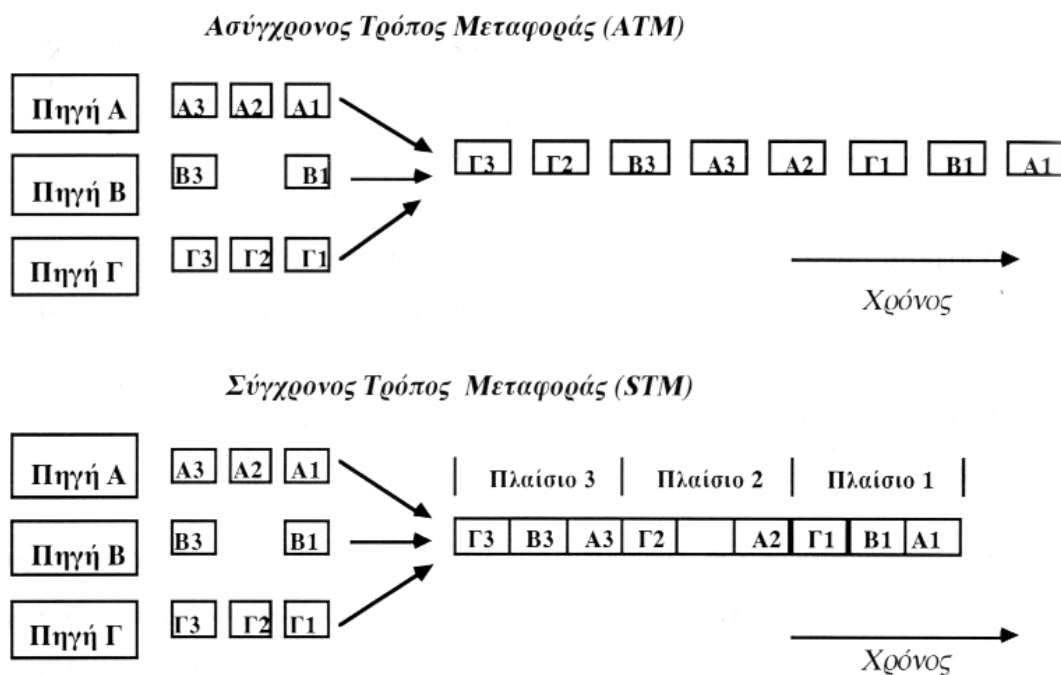 Ασύγχρονος Τρόπος Μεταφοράς (ATM)
Πηγή Α
Α3 Α2 Α1
Πηγή Β
Β3 Β1
Πηγή Γ
Γ3 Γ2 Γ1
Γ3 Γ2 Β3 Α3 Α2 Γ1 Β1 Α1
Χρόνος
Σύγχρονος Τρόπος Μεταφοράς (STM)
Πηγή Α
Α3 Α2 Α1
Πηγή Β
Β3 Β1
Πηγή Γ
Γ3 Γ2 Γ1
Πλαίσιο 3 Πλαίσιο 2 Πλαίσιο 1
Γ3 Β3 Α3 Γ2 Α2 Γ1 Β1 Α1
Χρόνος